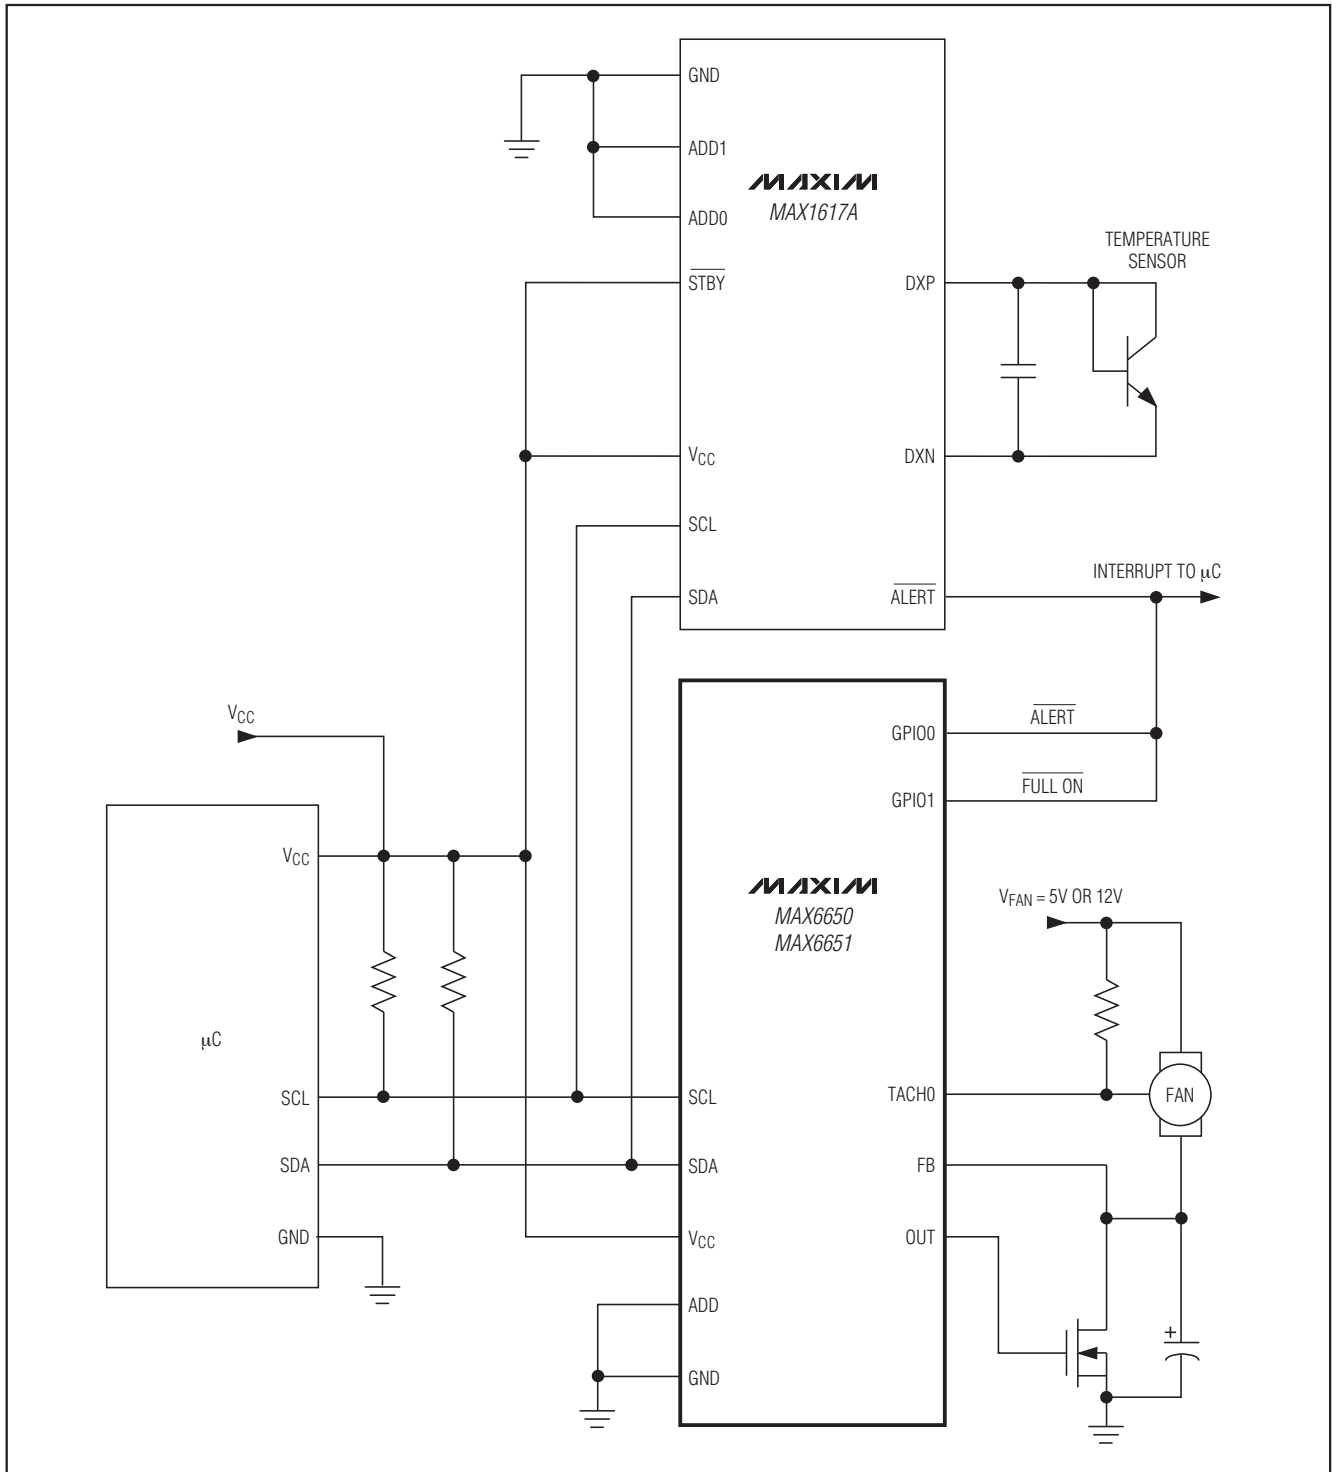 GND
ADD1
MAXIM
MAX1617A
ADD0
TEMPERATURE
SENSOR
STBY
DXP
VCC
DXN
SCL
INTERRUPT TO μC
SDA
ALERT
VCC
GPIO0
ALERT
GPIO1
FULL ON
VCC
MAXIM
MAX6650
MAX6651
VFAN = 5V OR 12V
μC
SCL
SCL
TACH0
FAN
SDA
SDA
FB
GND
VCC
OUT
ADD
+
GND